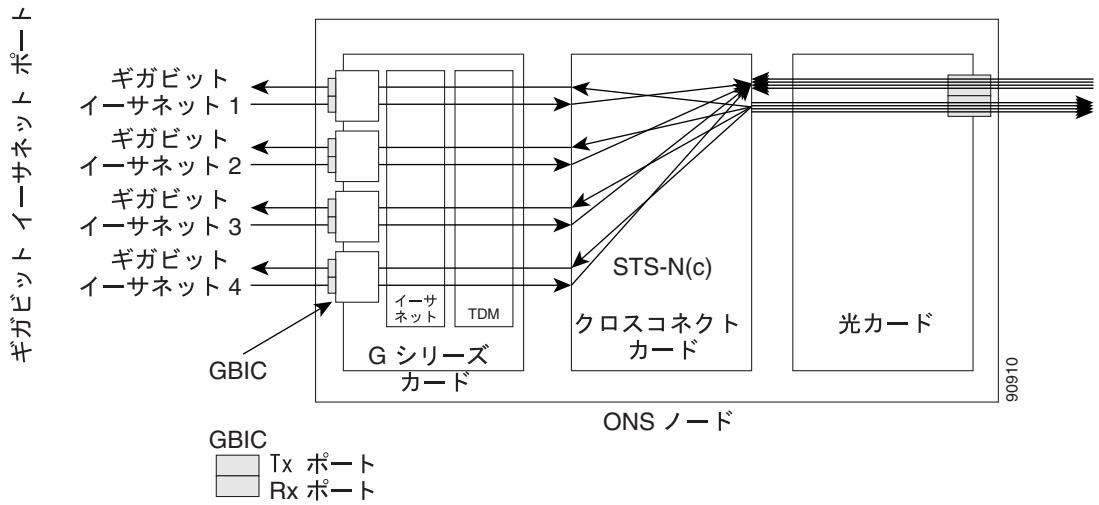 ギガビット イーサネット ポート
ギガビット
イーサネット 1
ギガビット
イーサネット 2
ギガビット
イーサネット 3
ギガビット
イーサネット 4
GBIC
イーサ
ネット
TDM
G シリーズ
カード
STS-N(c)
クロスコネクト
カード
光カード
ONS ノード
90910
GBIC
Tx ポート
Rx ポート